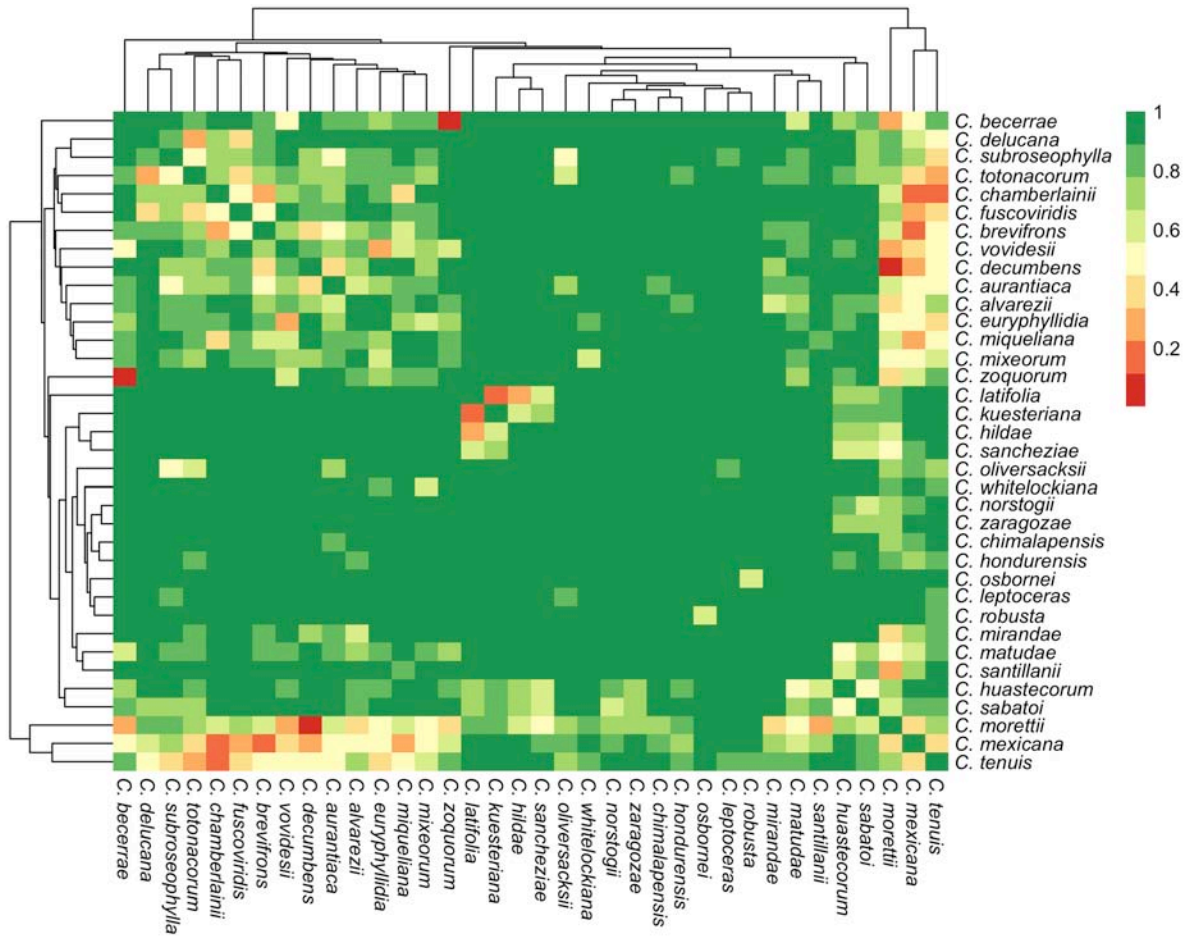 C. becerrae
C. delucana
C. subroseophylla
C. totonacorum
C. chamberlainii
C. fuscoviridis
C. brevifrons
C. vovidesii
C. decumbens
C. aurantiaca
C. alvarezii
C. euryphyllidia
C. miqueliana
C. mixeorum
C. zoquorum
C. latifolia
C. kuesteriana
C. hildae
C. sancheziae
C. oliversacksii
C. whitelockiana
C. norstogii
C. zaragozae
C. chimalapensis
C. hondurensis
C. osbornei
C. leptoceras
C. robusta
C. mirandae
C. matudae
C. santillanii
C. huastecorum
C. sabatoi
C. morettii
C. mexicana
C. tenuis
1
0.8
0.6
0.4
0.2
C. becerrae
C. delucana
C. subroseophylla
C. totonacorum
C. chamberlainii
C. fuscoviridis
C. brevifrons
C. vovidesii
C. decumbens
C. aurantiaca
C. alvarezii
C. euryphyllidia
C. miqueliana
C. mixeorum
C. zoquorum
C. latifolia
C. kuesteriana
C. hildae
C. sancheziae
C. oliversacksii
C. whitelockiana
C. norstogii
C. zaragozae
C. chimalapensis
C. hondurensis
C. osbornei
C. leptoceras
C. robusta
C. mirandae
C. matudae
C. santillanii
C. huastecorum
C. sabatoi
C. morettii
C. mexicana
C. tenuis